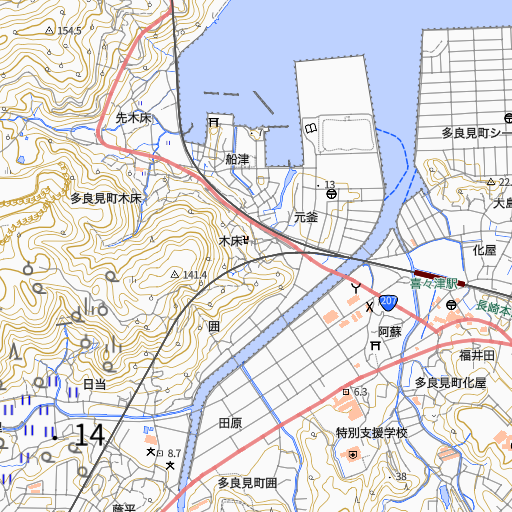 154.5
先木床
多良見町シー
7
船津
22.
13
多良見町木床
大島
元釜
木床
化屋
141.4
喜々津駅
207
長崎本
囲
阿蘇
福井田
日当
6.3
多良見町化屋
田原
14
特別支援学校
8.7
38
多良見町囲
蔭平